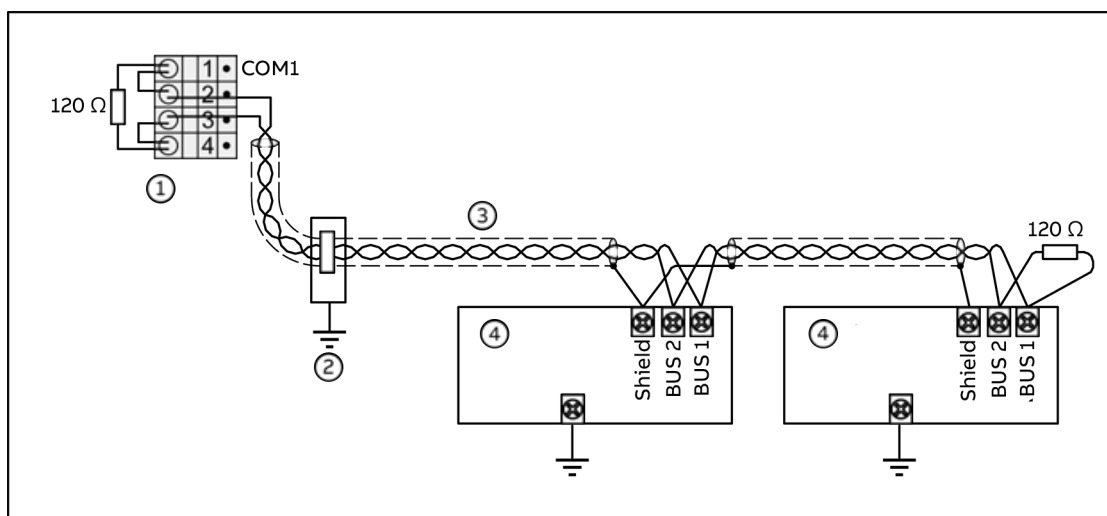 1 COM1
2
120 Ω
3
4
①
③
120 Ω
②
④
Shield
BUS 2
BUS 1
④
Shield
BUS 2
BUS 1